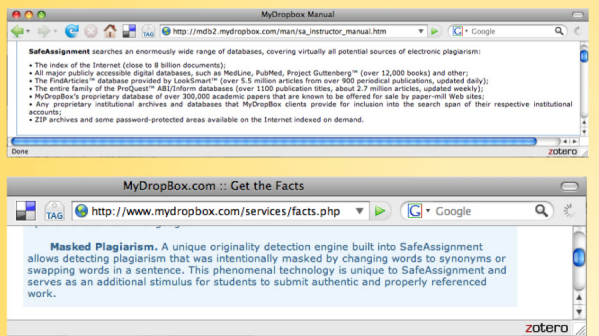 MyDropbox Manual
TAG
http://mdb2.mydropbox.com/man/sa_instructor_manual.htm
Google
SafeAssignment searches an enormously wide range of databases, covering virtually all potential sources of electronic plagiarism:
• The index of the Internet (close to 8 billion documents);
• All major publicly accessible digital databases, such as MedLine, PubMed, Project Guttenberg™ (over 12,000 books) and other;
• The FindArticles™ database provided by LookSmart™ (over 5.5 million articles from over 900 periodical publications, updated daily);
• The entire family of the ProQuest™ ABI/Inform databases (over 1100 publication titles, about 2.7 million articles, updated weekly);
• MyDropBox's proprietary database of over 300,000 academic papers that are known to be offered for sale by paper-mill Web sites;
• Any proprietary institutional archives and databases that MyDropBox clients provide for inclusion into the search span of their respective institutional
accounts;
• ZIP archives and some password-protected areas available on the Internet indexed on demand.
Done
zotero
MyDropBox.com :: Get the Facts
TAG
http://www.mydropbox.com/services/facts.php
G Google
Masked Plagiarism. A unique originality detection engine built into SafeAssignment
allows detecting plagiarism that was intentionally masked by changing words to synonyms or
swapping words in a sentence. This phenomenal technology is unique to SafeAssignment and
serves as an additional stimulus for students to submit authentic and properly referenced
work.
zotero